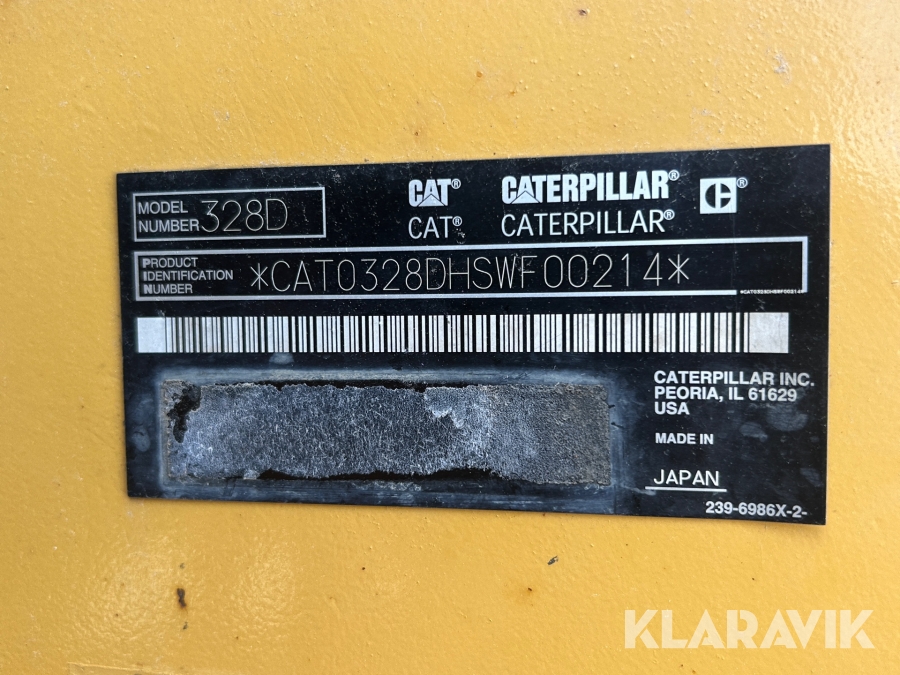 MODEL
NUMBER 328D
CAT® CATERPILLAR® C®
CAT® CATERPILLAR®
PRODUCT
IDENTIFICATION
NUMBER
*CAT0328DHSWF00214*
*CAT0328DHSWF00214*
CATERPILLAR INC.
PEORIA, IL 61629
USA
MADE IN
JAPAN
239-6986X-2-
KLARAVIK